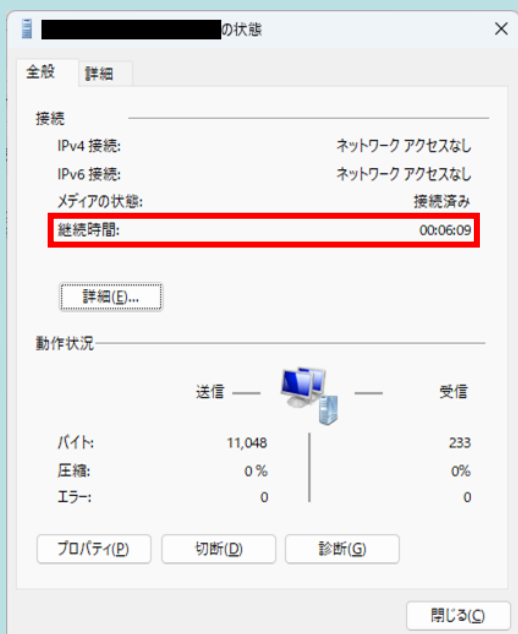 の状態
全般 詳細
接続
IPv4 接続: ネットワーク アクセスなし
IPv6 接続: ネットワーク アクセスなし
メディアの状態: 接続済み
継続時間: 00:06:09
詳細(E)...
動作状況
送信 受信
バイト: 11,048 233
圧縮: 0 % 0%
エラー: 0 0
プロパティ(P) 切断(D) 診断(G)
閉じる(C)